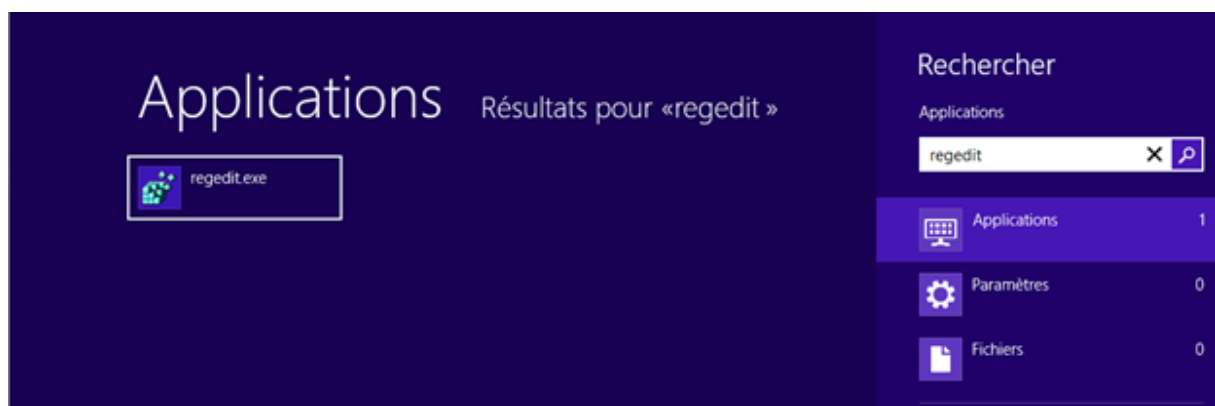 Applications
Résultats pour «regedit »
regedit.exe
Rechercher
Applications
regedit
Applications 1
Paramètres 0
Fichiers 0